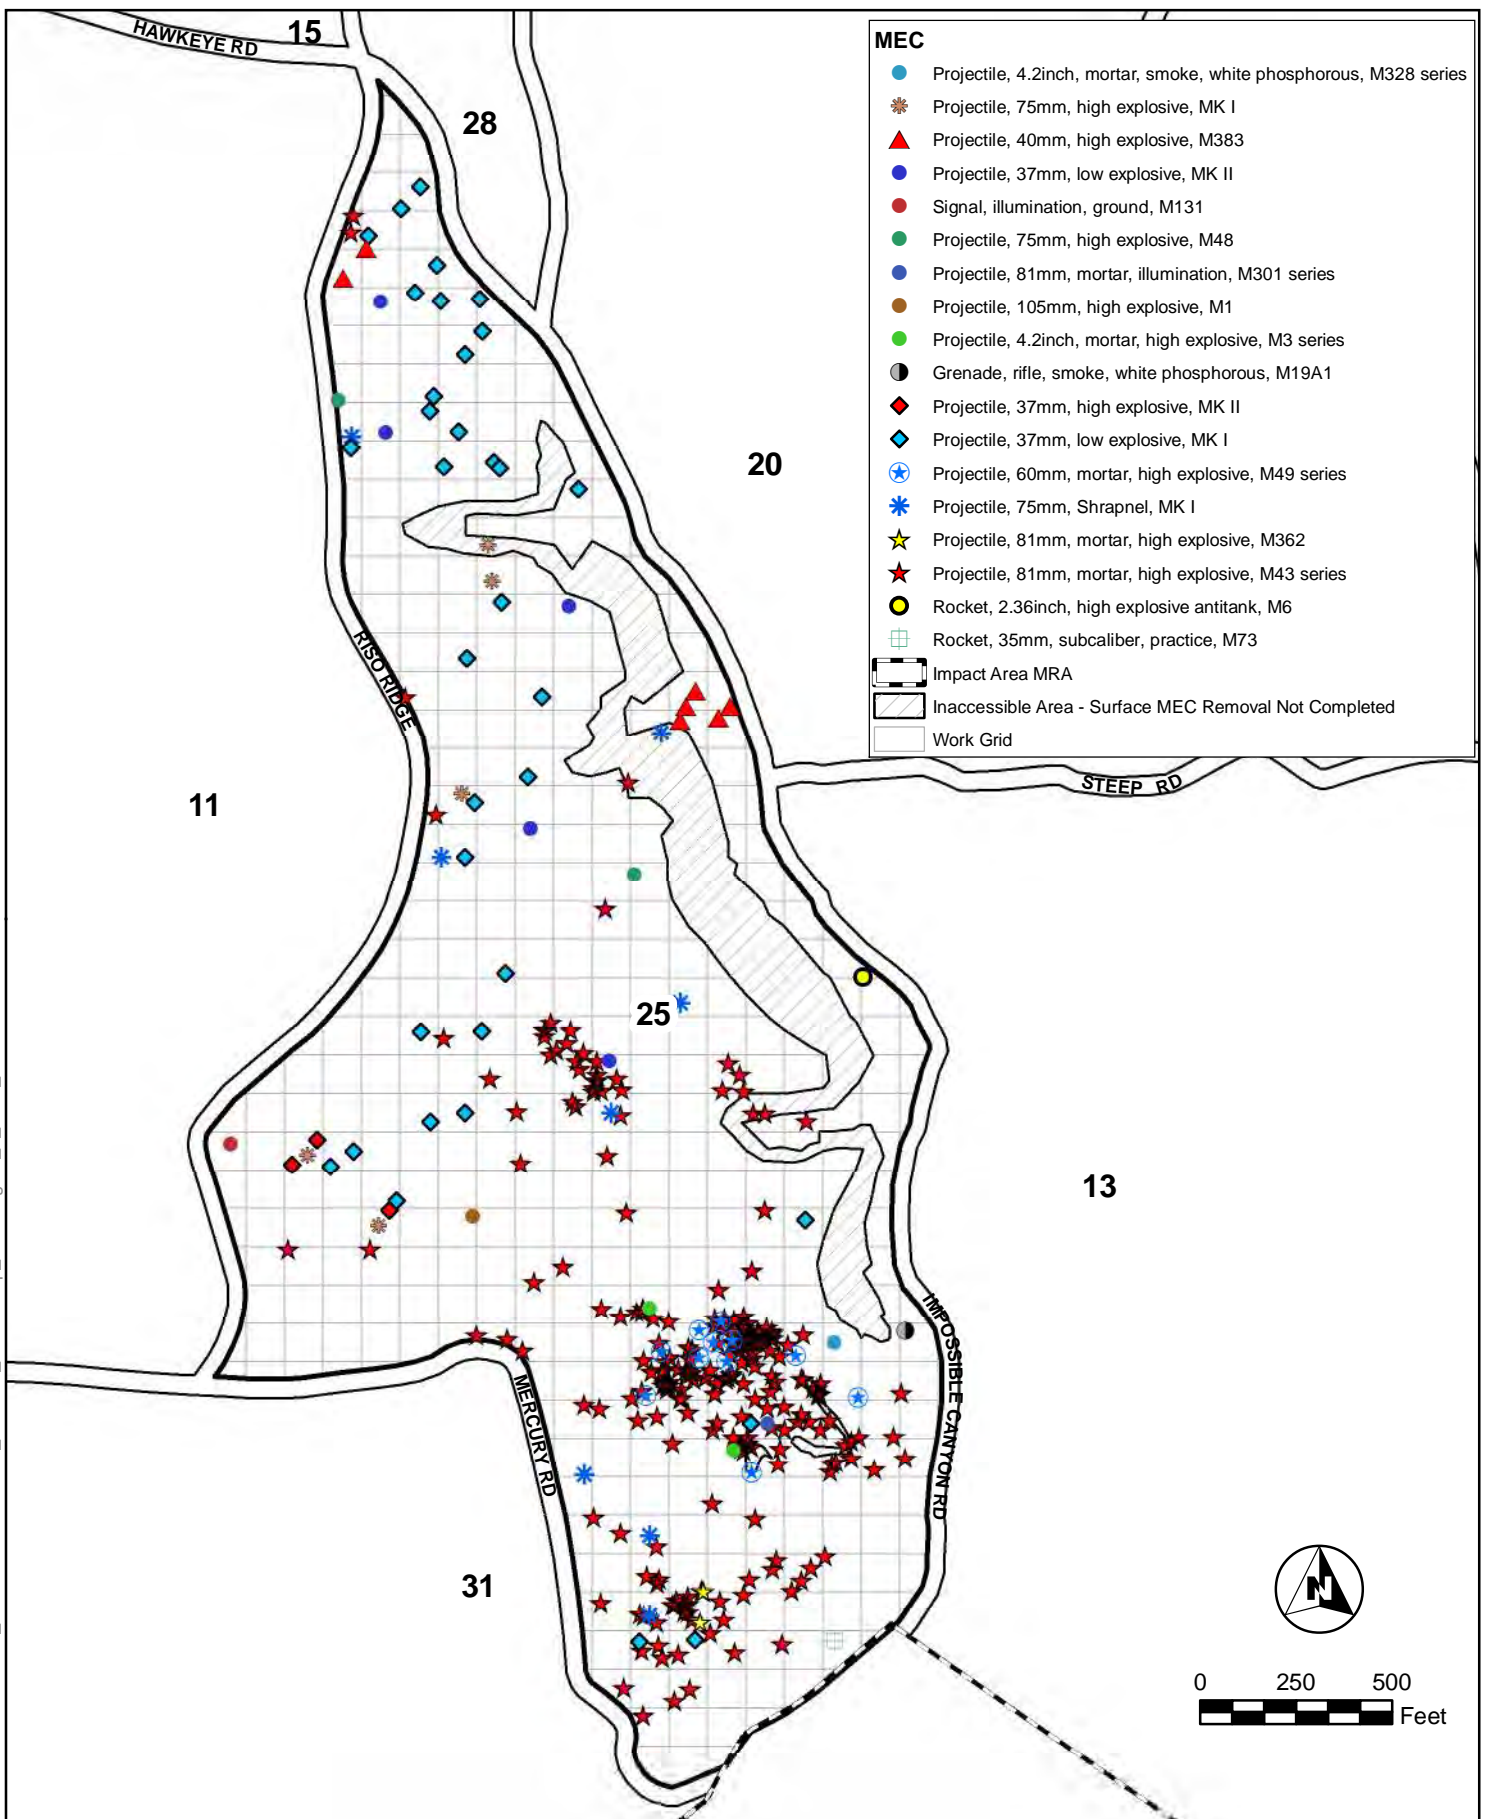 15
HAWKEYE RD
28
MEC
Projectile, 4.2inch, mortar, smoke, white phosphorous, M328 series
Projectile, 75mm, high explosive, MK I
Projectile, 40mm, high explosive, M383
Projectile, 37mm, low explosive, MK II
Signal, illumination, ground, M131
Projectile, 75mm, high explosive, M48
Projectile, 81mm, mortar, illumination, M301 series
Projectile, 105mm, high explosive, M1
Projectile, 4.2inch, mortar, high explosive, M3 series
Grenade, rifle, smoke, white phosphorous, M19A1
Projectile, 37mm, high explosive, MK II
Projectile, 37mm, low explosive, MK I
Projectile, 60mm, mortar, high explosive, M49 series
Projectile, 75mm, Shrapnel, MK I
Projectile, 81mm, mortar, high explosive, M362
Projectile, 81mm, mortar, high explosive, M43 series
Rocket, 2.36inch, high explosive antitank, M6
Rocket, 35mm, subcaliber, practice, M73
Impact Area MRA
Inaccessible Area - Surface MEC Removal Not Completed
Work Grid
20
RISO RIDGE
STEEP RD
11
25
13
IMPOSSIBLE CANYON RD
MERCURY RD
31
N
0 250 500
Feet